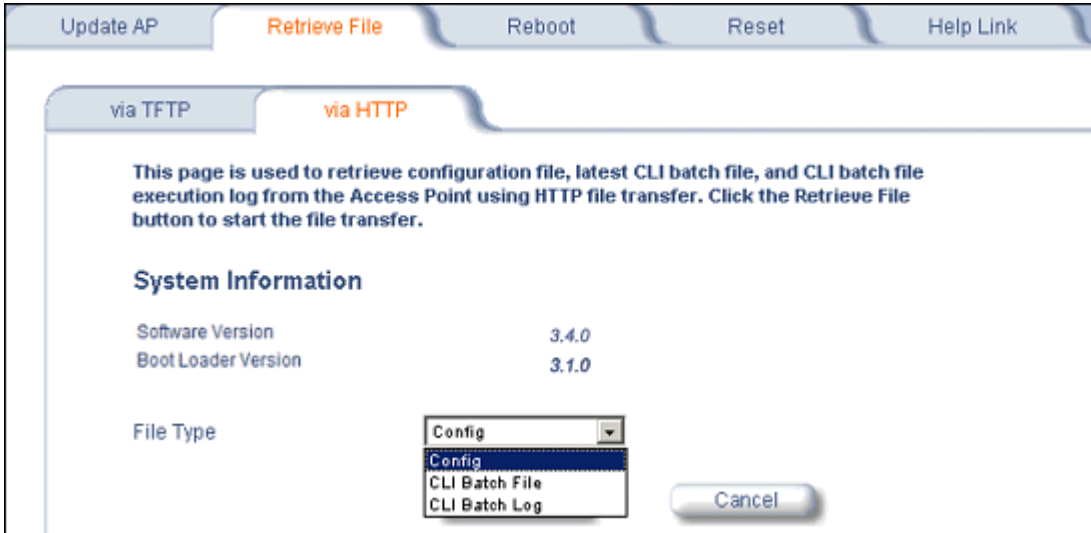 Update AP Retrieve File Reboot Reset Help Link
via TFTP via HTTP
This page is used to retrieve configuration file, latest CLI batch file, and CLI batch file
execution log from the Access Point using HTTP file transfer. Click the Retrieve File
button to start the file transfer.
System Information
Software Version 3.4.0
Boot Loader Version 3.1.0
File Type Config
Config
CLI Batch File
CLI Batch Log
Cancel